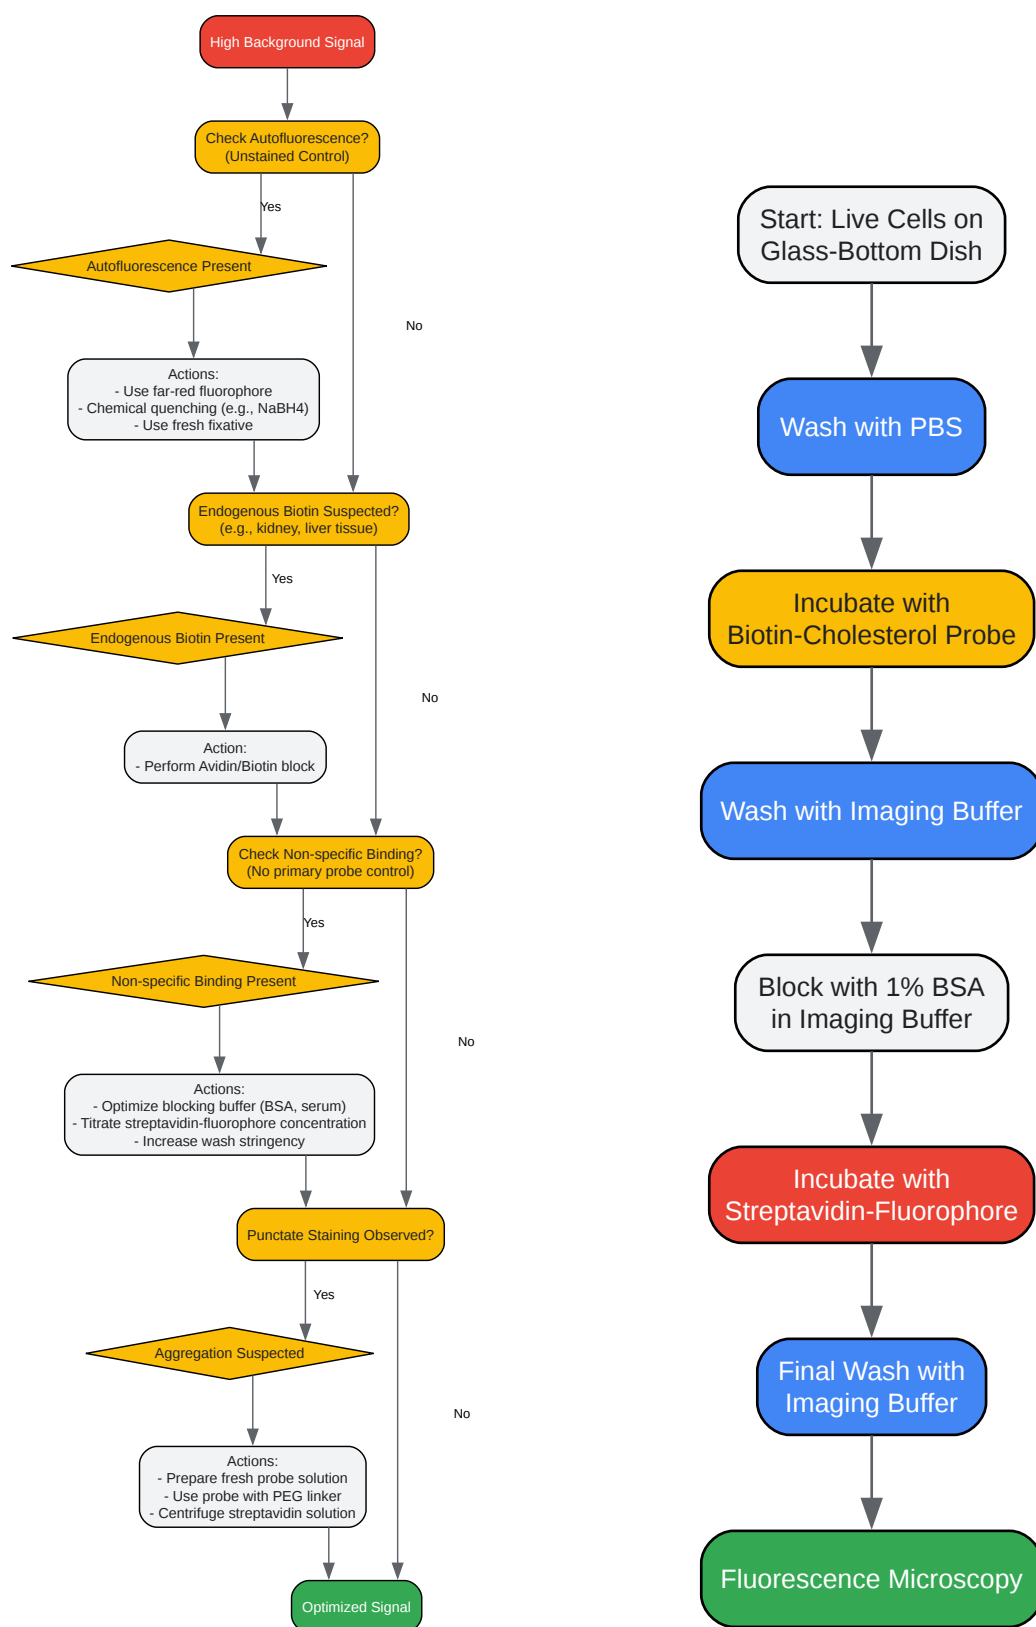 High Background Signal
Check Autofluorescence?
(Unstained Control)
Yes
Autofluorescence Present
No
Actions:
- Use far-red fluorophore
- Chemical quenching (e.g., NaBH4)
- Use fresh fixative
Endogenous Biotin Suspected?
(e.g., kidney, liver tissue)
Yes
Endogenous Biotin Present
No
Action:
- Perform Avidin/Biotin block
Check Non-specific Binding?
(No primary probe control)
Yes
Non-specific Binding Present
No
Actions:
- Optimize blocking buffer (BSA, serum)
- Titrate streptavidin-fluorophore concentration
- Increase wash stringency
Punctate Staining Observed?
Yes
Aggregation Suspected
No
Actions:
- Prepare fresh probe solution
- Use probe with PEG linker
- Centrifuge streptavidin solution
Optimized Signal
Start: Live Cells on
Glass-Bottom Dish
Wash with PBS
Incubate with
Biotin-Cholesterol Probe
Wash with Imaging Buffer
Block with 1% BSA
in Imaging Buffer
Incubate with
Streptavidin-Fluorophore
Final Wash with
Imaging Buffer
Fluorescence Microscopy